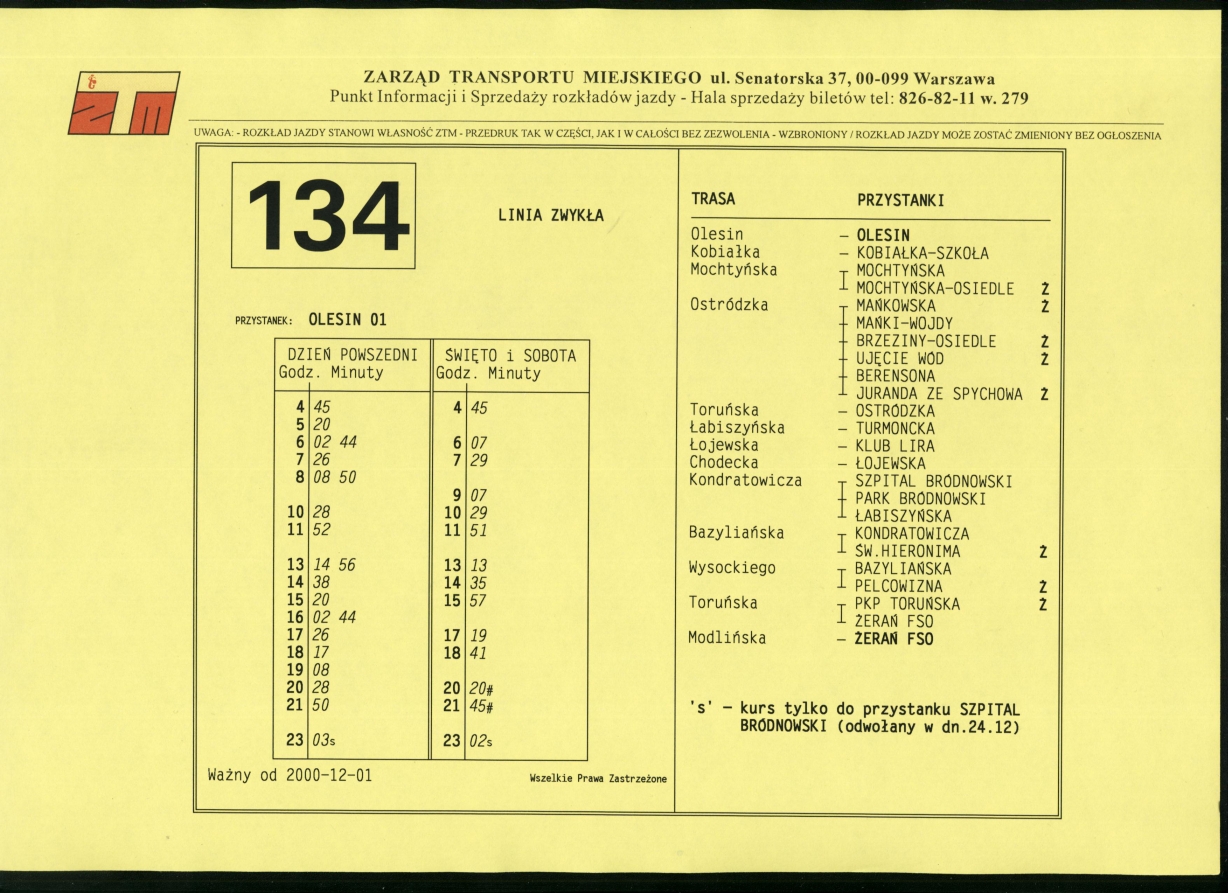 ZTM
ZARZĄD TRANSPORTU MIEJSKIEGO ul. Senatorska 37, 00-099 Warszawa
Punkt Informacji i Sprzedaży rozkładów jazdy - Hala sprzedaży biletów tel: 826-82-11 w. 279
UWAGA: - ROZKŁAD JAZDY STANOWI WŁASNOŚĆ ZTM - PRZEDRUK TAK W CZĘŚCI, JAK I W CAŁOŚCI BEZ ZEZWOLENIA - WZBRONIONY / ROZKŁAD JAZDY MOŻE ZOSTAĆ ZMIENIONY BEZ OGŁOSZENIA
134
LINIA ZWYKŁA
PRZYSTANEK: OLESIN 01
DZIEŃ POWSZEDNI ŚWIĘTO i SOBOTA
Godz. Minuty Godz. Minuty
4 45 4 45
5 20
6 02 44 6 07
7 26 7 29
8 08 50
9 07
10 28 10 29
11 52 11 51
13 14 56 13 13
14 38 14 35
15 20 15 57
16 02 44
17 26 17 19
18 17 18 41
19 08
20 28 20 20#
21 50 21 45#
23 03s 23 02s
Ważny od 2000-12-01
Wszelkie Prawa Zastrzeżone
TRASA PRZYSTANKI
Olesin – OLESIN
Kobiałka – KOBIAŁKA-SZKOŁA
Mochtyńska MOCHTYŃSKA
MOCHTYŃSKA-OSIEDLE Ż
Ostródzka MAŃKOWSKA Ż
MAŃKI-WOJDY
BRZEZINY-OSIEDLE Ż
UJĘCIE WÓD Ż
BERENSONA
JURANDA ZE SPYCHOWA Ż
Toruńska – OSTRÓDZKA
Łabiszyńska – TURMONCKA
Łojewska – KLUB LIRA
Chodecka – ŁOJEWSKA
Kondratowicza SZPITAL BRÓDNOWSKI
PARK BRÓDNOWSKI
ŁABISZYŃSKA
Bazyliańska KONDRATOWICZA
ŚW.HIERONIMA Ż
Wysockiego BAZYLIAŃSKA
PELCOWIZNA Ż
Toruńska PKP TORUŃSKA Ż
ŻERAŃ FSO
Modlińska – ŻERAŃ FSO
's' – kurs tylko do przystanku SZPITAL
BRÓDNOWSKI (odwołany w dn.24.12)